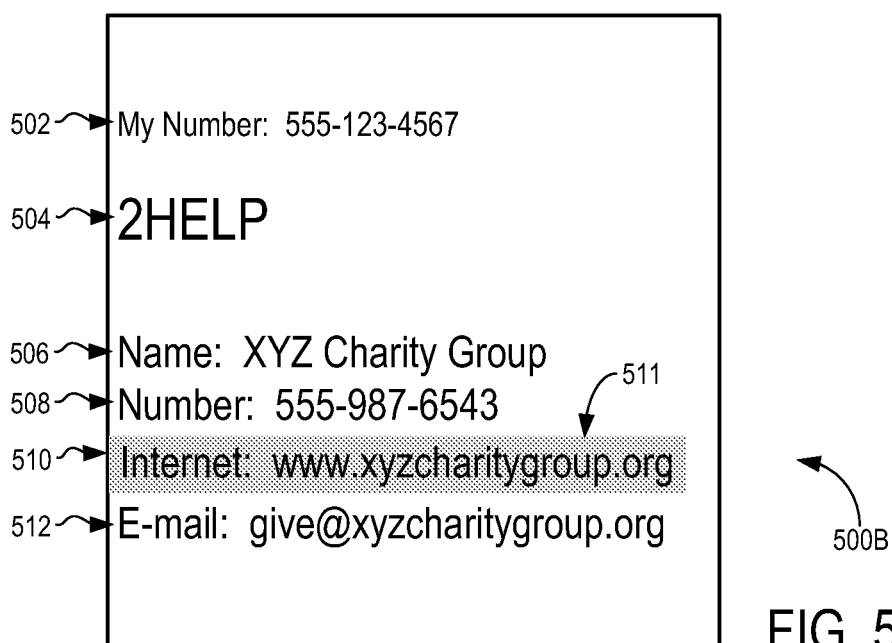 502 My Number: 555-123-4567
504 2HELP
506 Name: XYZ Charity Group
511
508 Number: 555-987-6543
510 Internet: www.xyzcharitygroup.org
512 E-mail: give@xyzcharitygroup.org
500B
FIG. 5